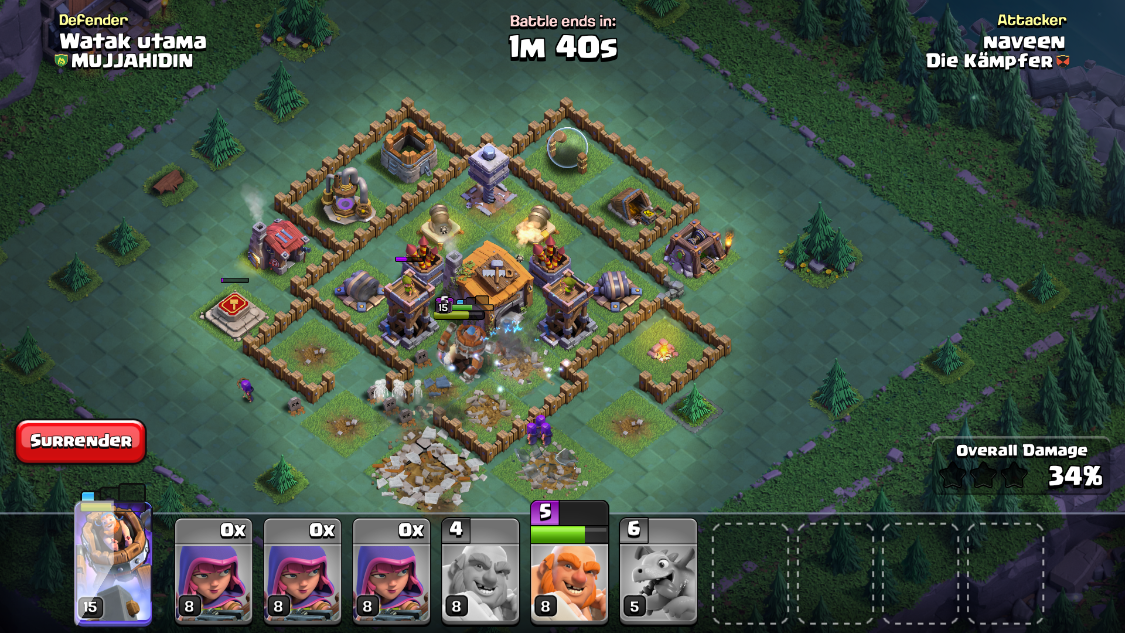 Defender
Watak utama
MUJJAHIDIN
Battle ends in:
1M 40s
Attacker
naveen
Die Kämpfer
15
Surrender
Overall Damage
34%
15
0x
8
0x
8
0x
8
4
8
5
8
6
5